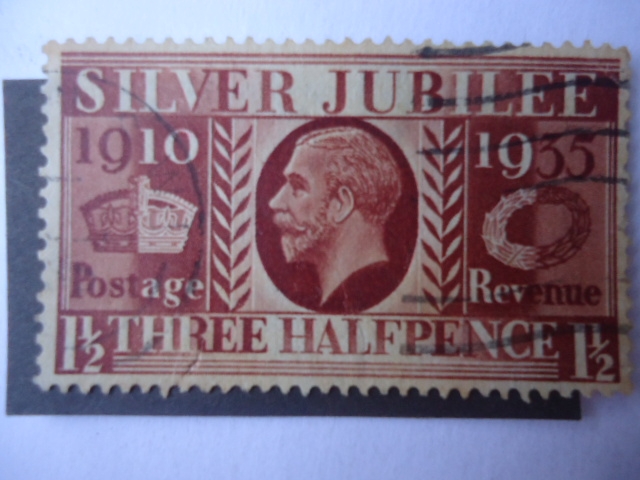 SILVER JUBILEE
1910 1935
Postage Revenue
1½ THREE HALFPENCE 1½